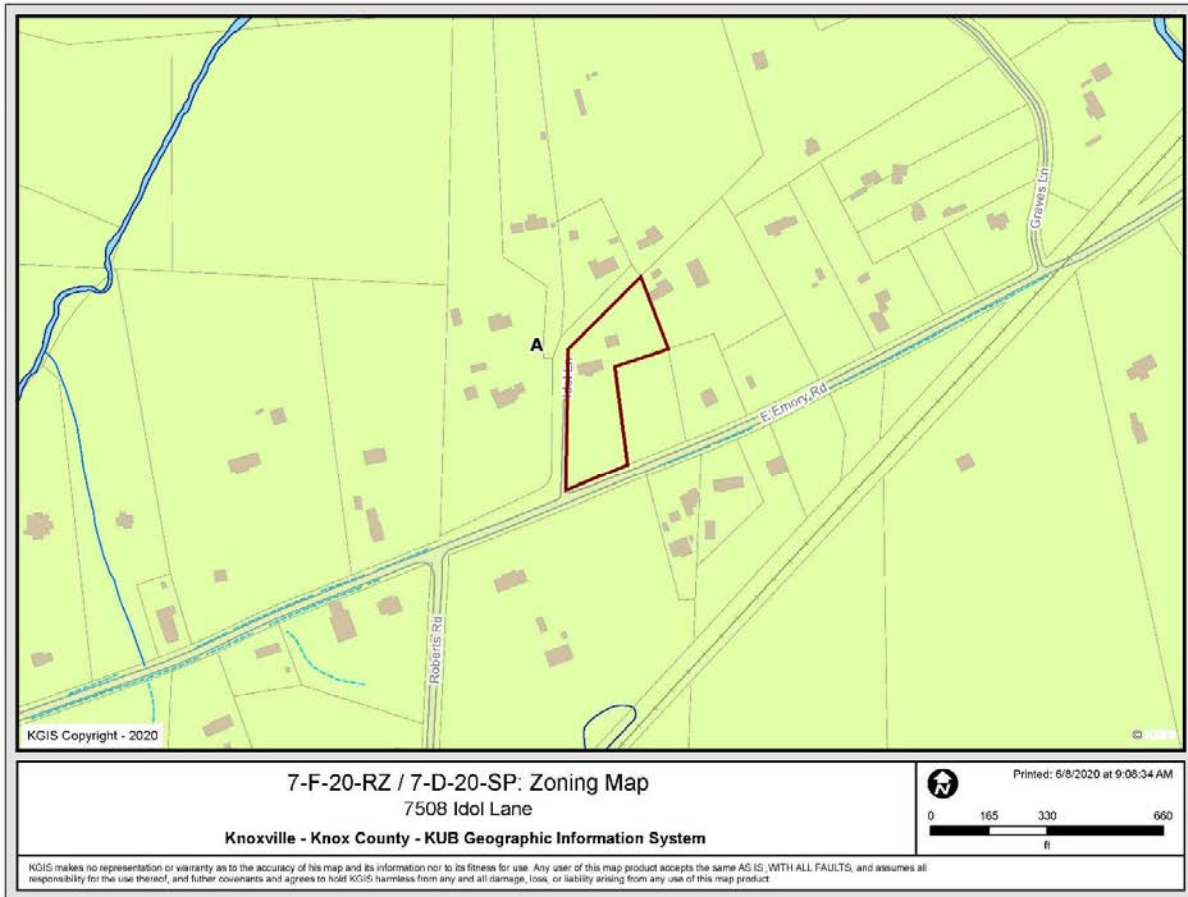 Graves Ln
A
Idol Ln
E Emory Rd
Roberts Rd
KGIS Copyright - 2020
© KGIS
7-F-20-RZ / 7-D-20-SP: Zoning Map
7508 Idol Lane
Knoxville - Knox County - KUB Geographic Information System
N
Printed: 6/8/2020 at 9:08:34 AM
0 165 330 660
ft
KGIS makes no representation or warranty as to the accuracy of his map and its information nor to its fitness for use. Any user of this map product accepts the same AS IS ,WITH ALL FAULTS, and assumes all
responsibility for the use thereof, and futher covenants and agrees to hold KGIS harmless from any and all damage, loss, or liability arising from any use of this map product.